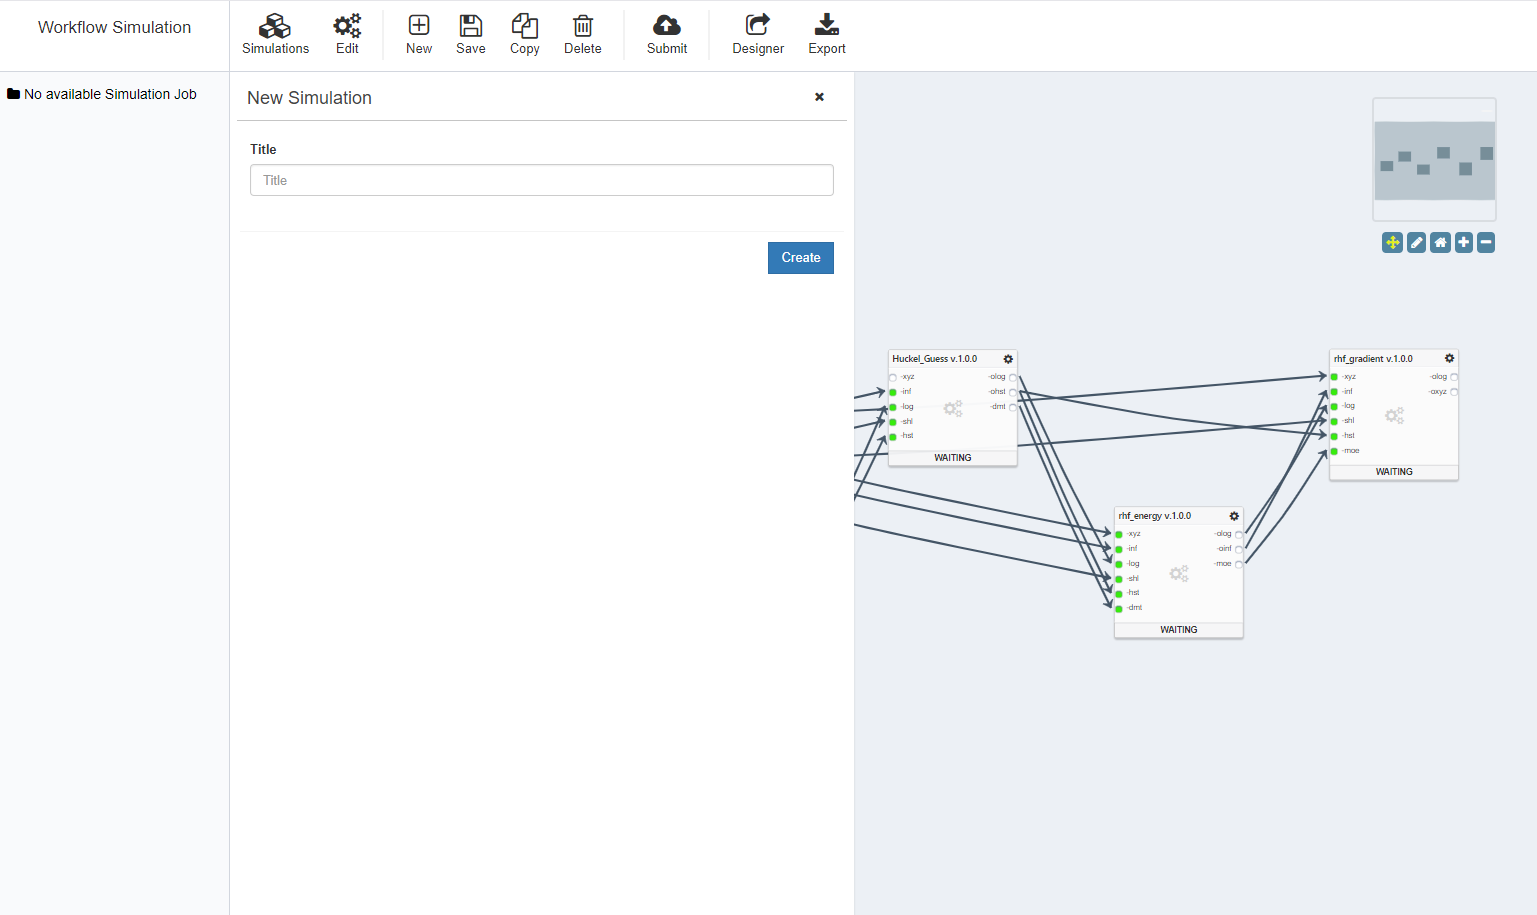 Workflow Simulation
Simulations Edit New Save Copy Delete Submit Designer Export
No available Simulation Job
New Simulation
Title
Title
Create
Huckel_Guess v.1.0.0
-xyz -olog
-inf -ohst
-log -dmt
-shl
-hst
WAITING
rhf_gradient v.1.0.0
-xyz -olog
-inf -oxyz
-log
-shl
-hst
-moe
WAITING
rhf_energy v.1.0.0
-xyz -olog
-inf -oinf
-log -moe
-shl
-hst
-dmt
WAITING